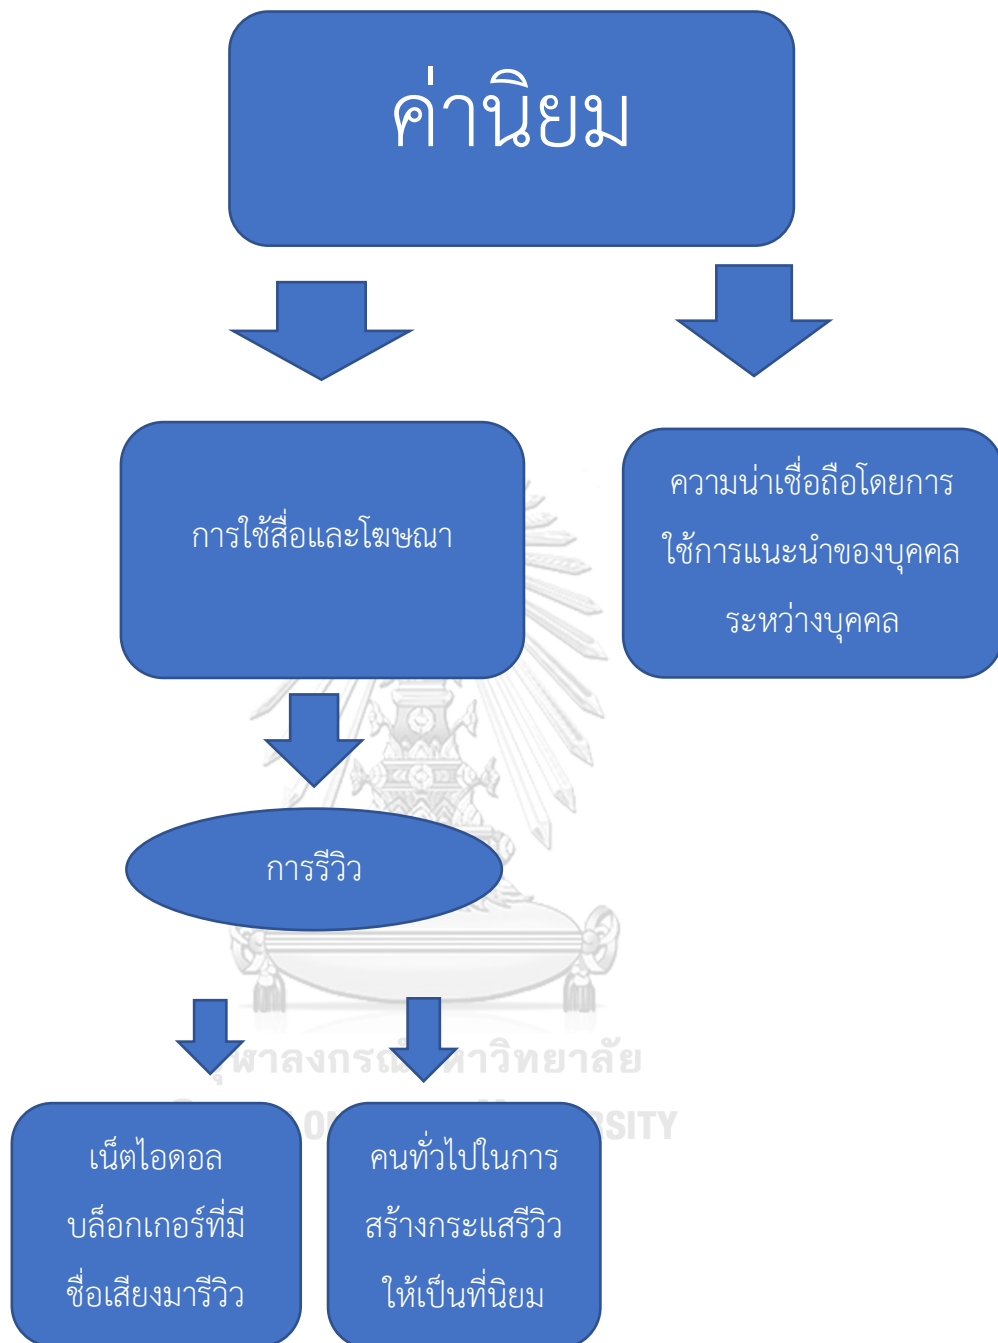 ค่านิยม
การใช้สื่อและโฆษณา
ความน่าเชื่อถือโดยการ
ใช้การแนะนำของบุคคล
ระหว่างบุคคล
การรีวิว
เน็ตไอดอล
บล็อกเกอร์ที่มี
ชื่อเสียงมารีวิว
คนทั่วไปในการ
สร้างกระแสรีวิว
ให้เป็นที่นิยม